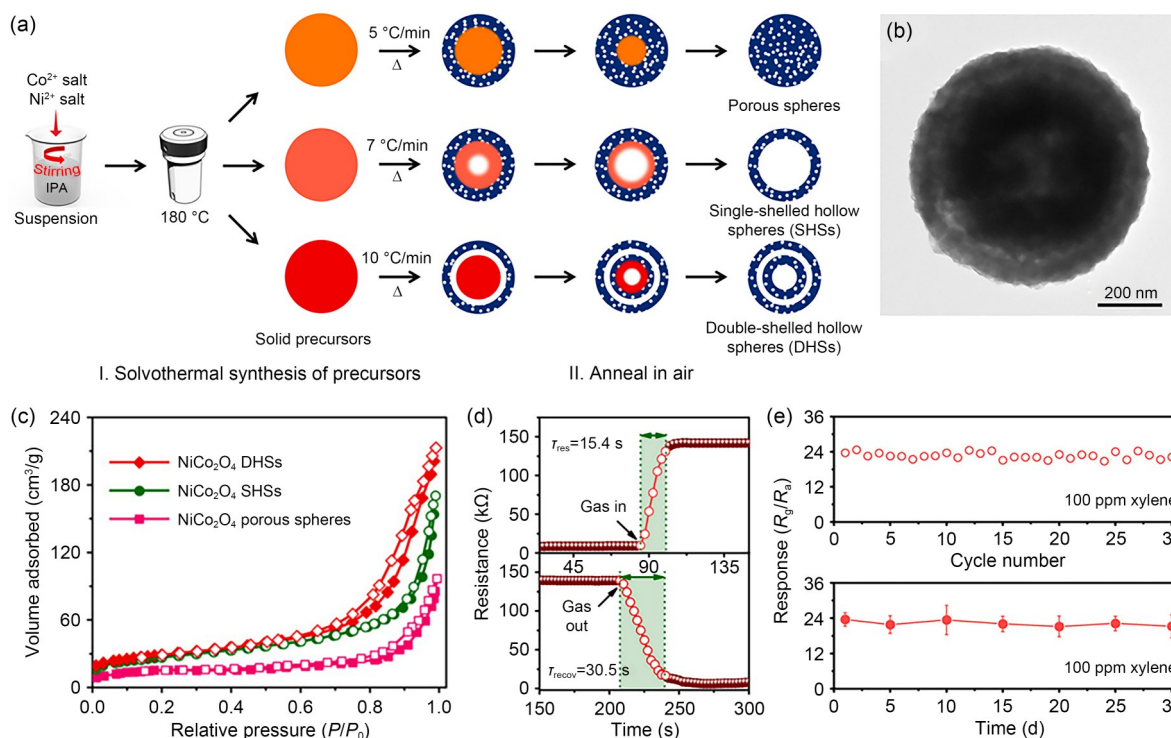 (a)
Co²⁺ salt
Ni²⁺ salt
Stirring
IPA
Suspension
180 °C
5 °C/min
Δ
Porous spheres
7 °C/min
Δ
Single-shelled hollow
spheres (SHSs)
10 °C/min
Δ
Solid precursors
Double-shelled hollow
spheres (DHSs)
I. Solvothermal synthesis of precursors
II. Anneal in air
(b)
200 nm
(c)
Volume adsorbed (cm³/g)
240
180
120
60
0
NiCo₂O₄ DHSs
NiCo₂O₄ SHSs
NiCo₂O₄ porous spheres
0.0 0.2 0.4 0.6 0.8 1.0
Relative pressure (P/P₀)
(d)
Resistance (kΩ)
150
100
50
0
τres=15.4 s
Gas in
45 90 135
150
100
50
0
Gas
out
τrecov=30.5 s
150 200 250 300
Time (s)
(e)
Response (Rg/Ra)
36
24
12
0
100 ppm xylene
0 5 10 15 20 25 30
Cycle number
36
24
12
0
100 ppm xylene
0 5 10 15 20 25 30
Time (d)